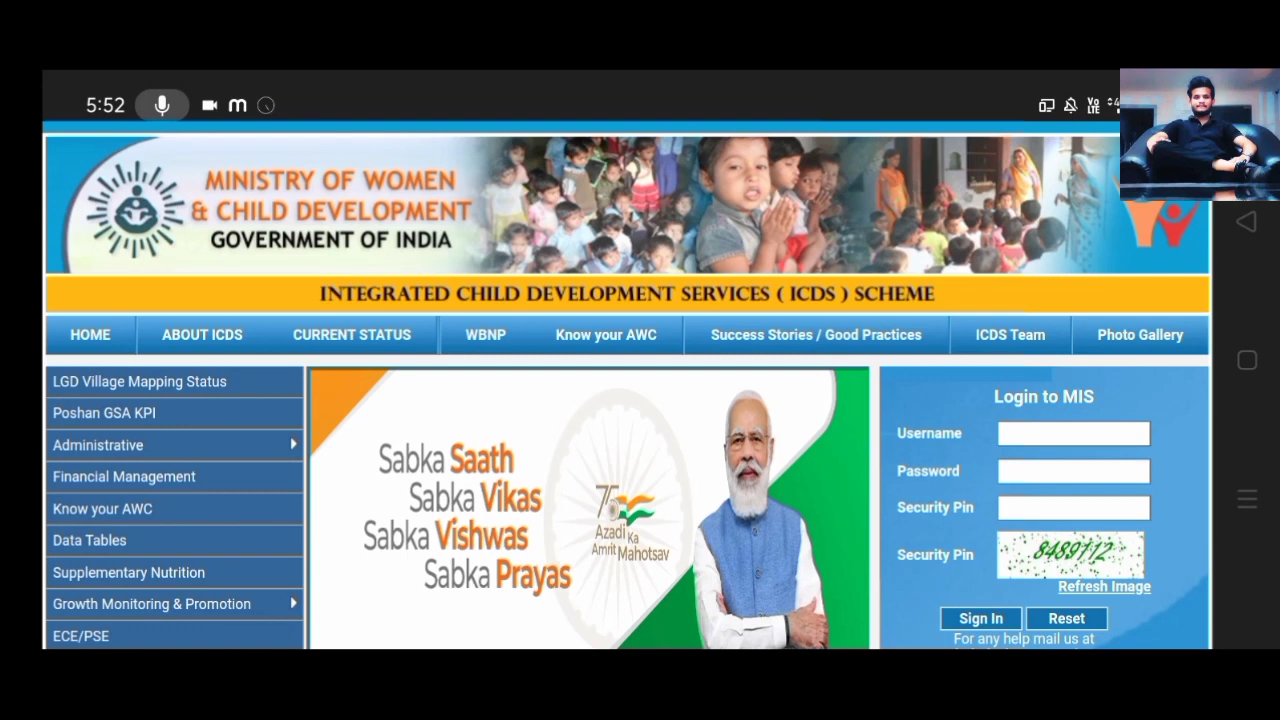 5:52
Vo LTE 4
MINISTRY OF WOMEN
& CHILD DEVELOPMENT
GOVERNMENT OF INDIA
INTEGRATED CHILD DEVELOPMENT SERVICES ( ICDS ) SCHEME
HOME ABOUT ICDS CURRENT STATUS WBNP Know your AWC Success Stories / Good Practices ICDS Team Photo Gallery
LGD Village Mapping Status
Poshan GSA KPI
Administrative
Financial Management
Know your AWC
Data Tables
Supplementary Nutrition
Growth Monitoring & Promotion
ECE/PSE
Sabka Saath
Sabka Vikas
Sabka Vishwas
Sabka Prayas
75
Azadi Ka
Amrit Mahotsav
Login to MIS
Username
Password
Security Pin
Security Pin 8489112
Refresh Image
Sign In Reset
For any help mail us at